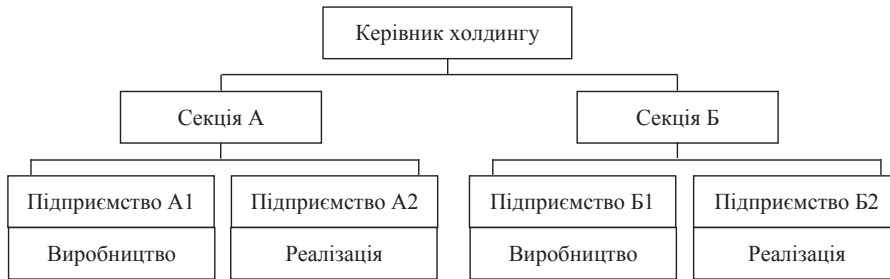 Керівник холдингу
Секція А
Секція Б
Підприємство А1
Підприємство А2
Підприємство Б1
Підприємство Б2
Виробництво
Реалізація
Виробництво
Реалізація